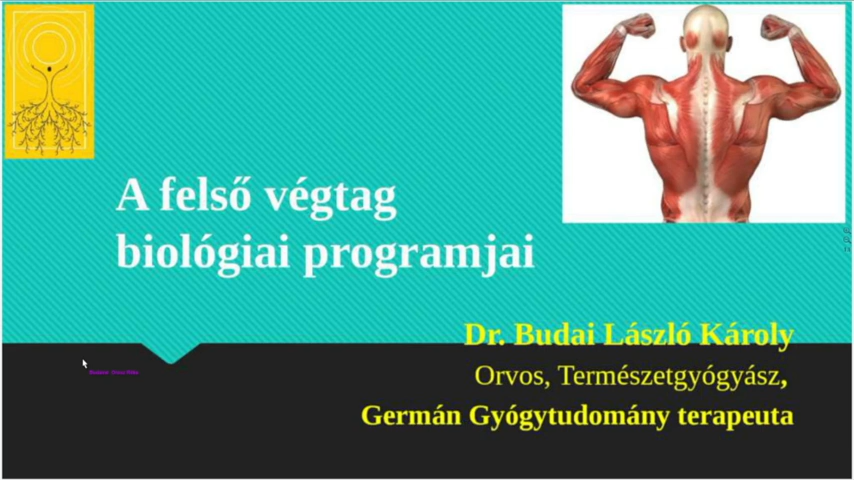 A felső végtag
biológiai programjai
Dr. Budai László Károly
Orvos, Természetgyógyász,
Germán Gyógytudomány terapeuta